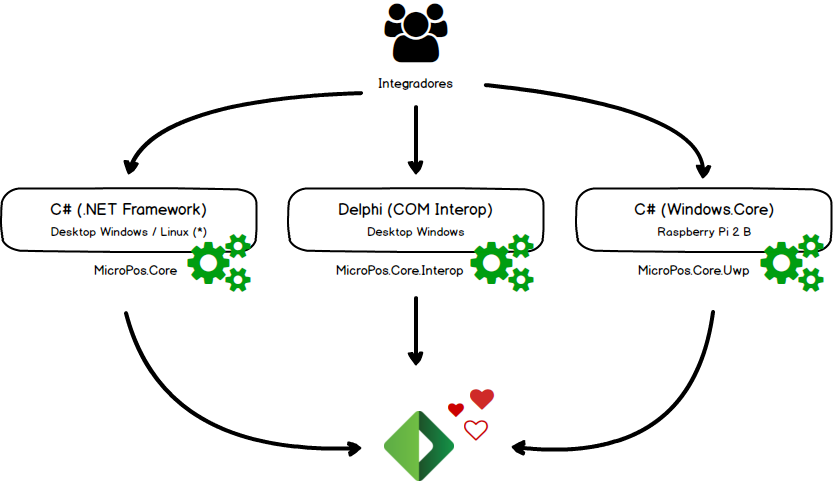 Integradores
C# (.NET Framework)
Desktop Windows / Linux (*)
MicroPos.Core
Delphi (COM Interop)
Desktop Windows
MicroPos.Core.Interop
C# (Windows.Core)
Raspberry Pi 2 B
MicroPos.Core.Uwp